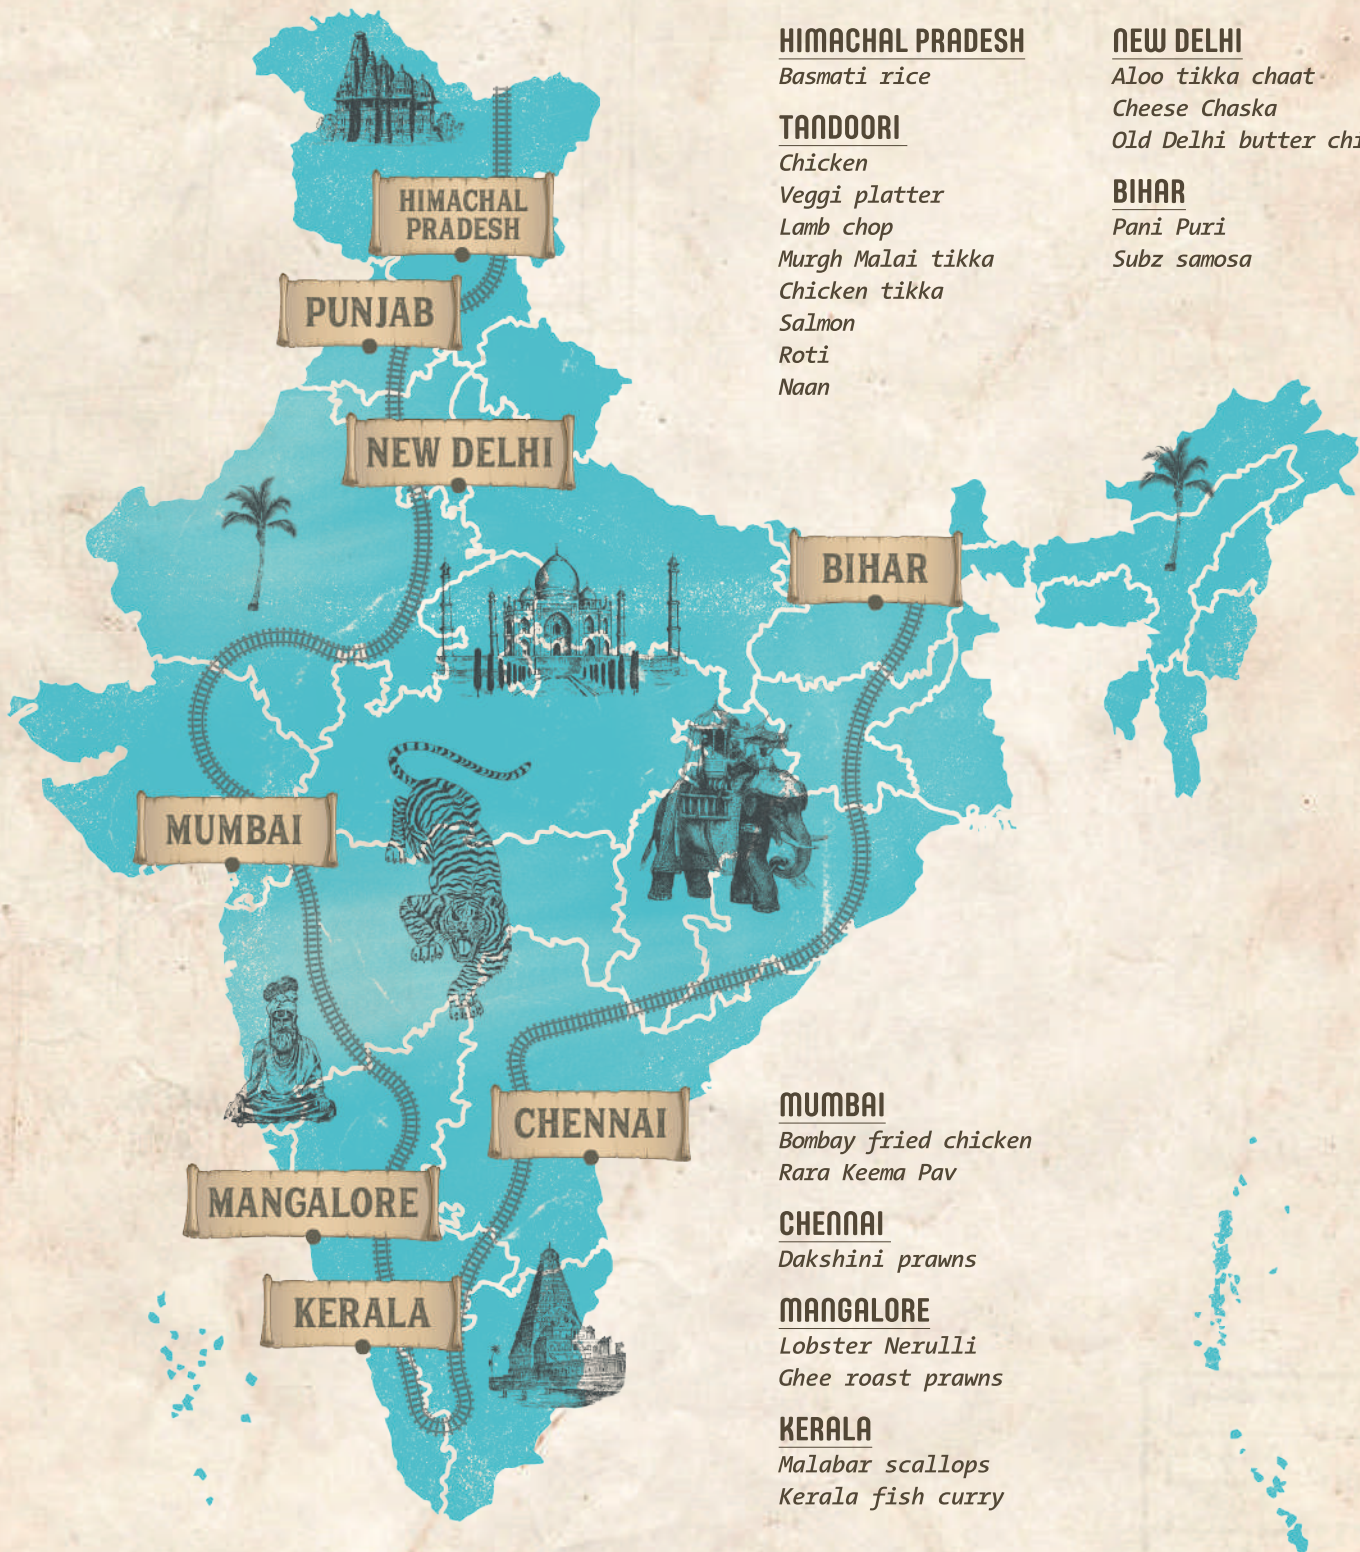 HIMACHAL
PRADESH
PUNJAB
NEW DELHI
BIHAR
MUMBAI
CHENNAI
MANGALORE
KERALA
HIMACHAL PRADESH
Basmati rice
TANDOORI
Chicken
Veggi platter
Lamb chop
Murgh Malai tikka
Chicken tikka
Salmon
Roti
Naan
NEW DELHI
Aloo tikka chaat
Cheese Chaska
Old Delhi butter
BIHAR
Pani Puri
Subz samosa
MUMBAI
Bombay fried chicken
Rara Keema Pav
CHENNAI
Dakshini prawns
MANGALORE
Lobster Nerulli
Ghee roast prawns
KERALA
Malabar scallops
Kerala fish curry